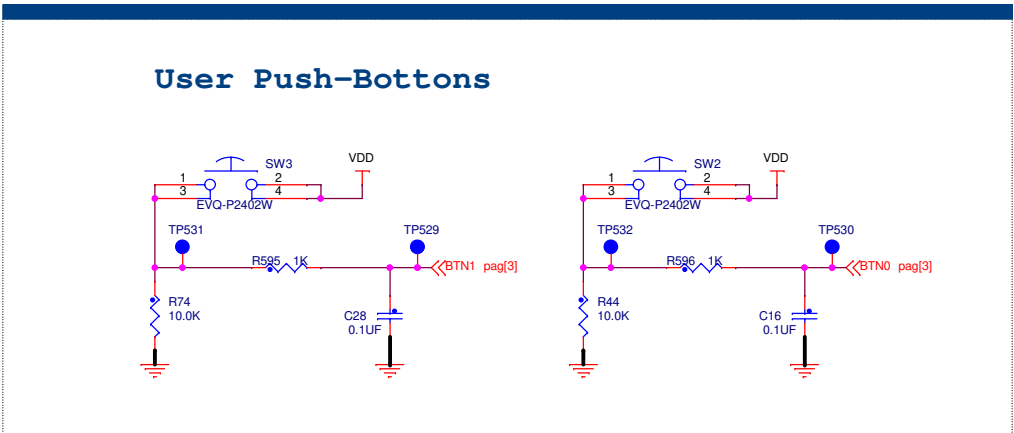 User Push-Bottons
SW3
VDD
1
2
3
4
EVQ-P2402W
TP531
TP529
R595 1K
BTN1 pag[3]
R74
10.0K
C28
0.1UF
SW2
VDD
1
2
3
4
EVQ-P2402W
TP532
TP530
R596 1K
BTN0 pag[3]
R44
10.0K
C16
0.1UF